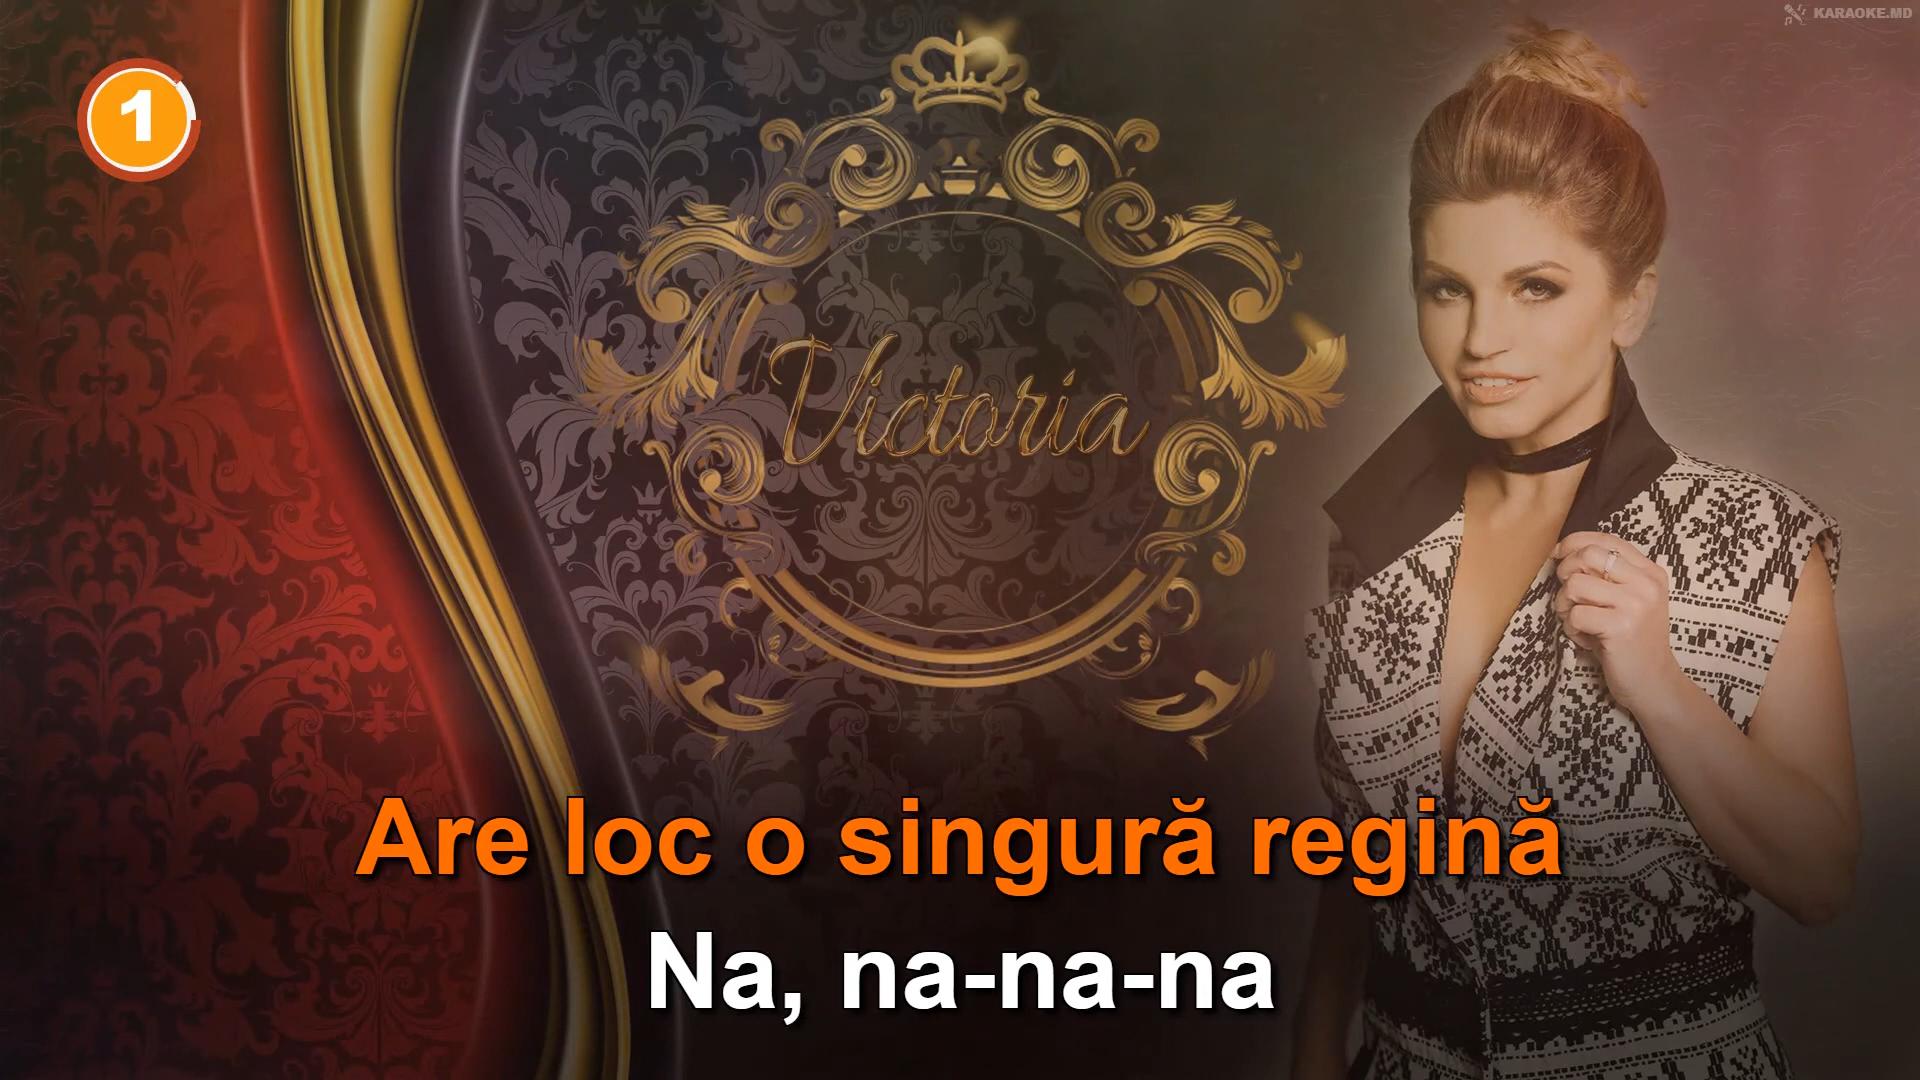 KARAOKE.MD
1
Victoria
Are loc o singură regină
Na, na-na-na